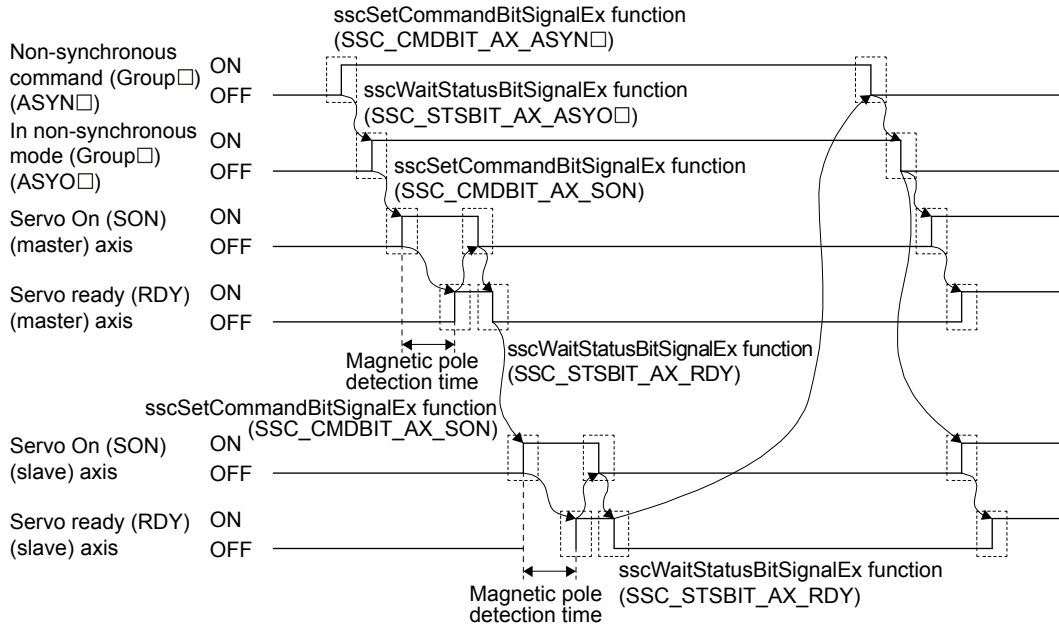 sscSetCommandBitSignalEx function
(SSC_CMDBIT_AX_ASYN□)
Non-synchronous
command (Group□)
(ASYN□)
ON
OFF
sscWaitStatusBitSignalEx function
(SSC_STSBIT_AX_ASYO□)
In non-synchronous
mode (Group□)
(ASYO□)
ON
OFF
sscSetCommandBitSignalEx function
(SSC_CMDBIT_AX_SON)
Servo On (SON)
(master) axis
ON
OFF
Servo ready (RDY)
(master) axis
ON
OFF
Magnetic pole
detection time
sscWaitStatusBitSignalEx function
(SSC_STSBIT_AX_RDY)
sscSetCommandBitSignalEx function
(SSC_CMDBIT_AX_SON)
Servo On (SON)
(slave) axis
ON
OFF
Servo ready (RDY)
(slave) axis
ON
OFF
Magnetic pole
detection time
sscWaitStatusBitSignalEx function
(SSC_STSBIT_AX_RDY)